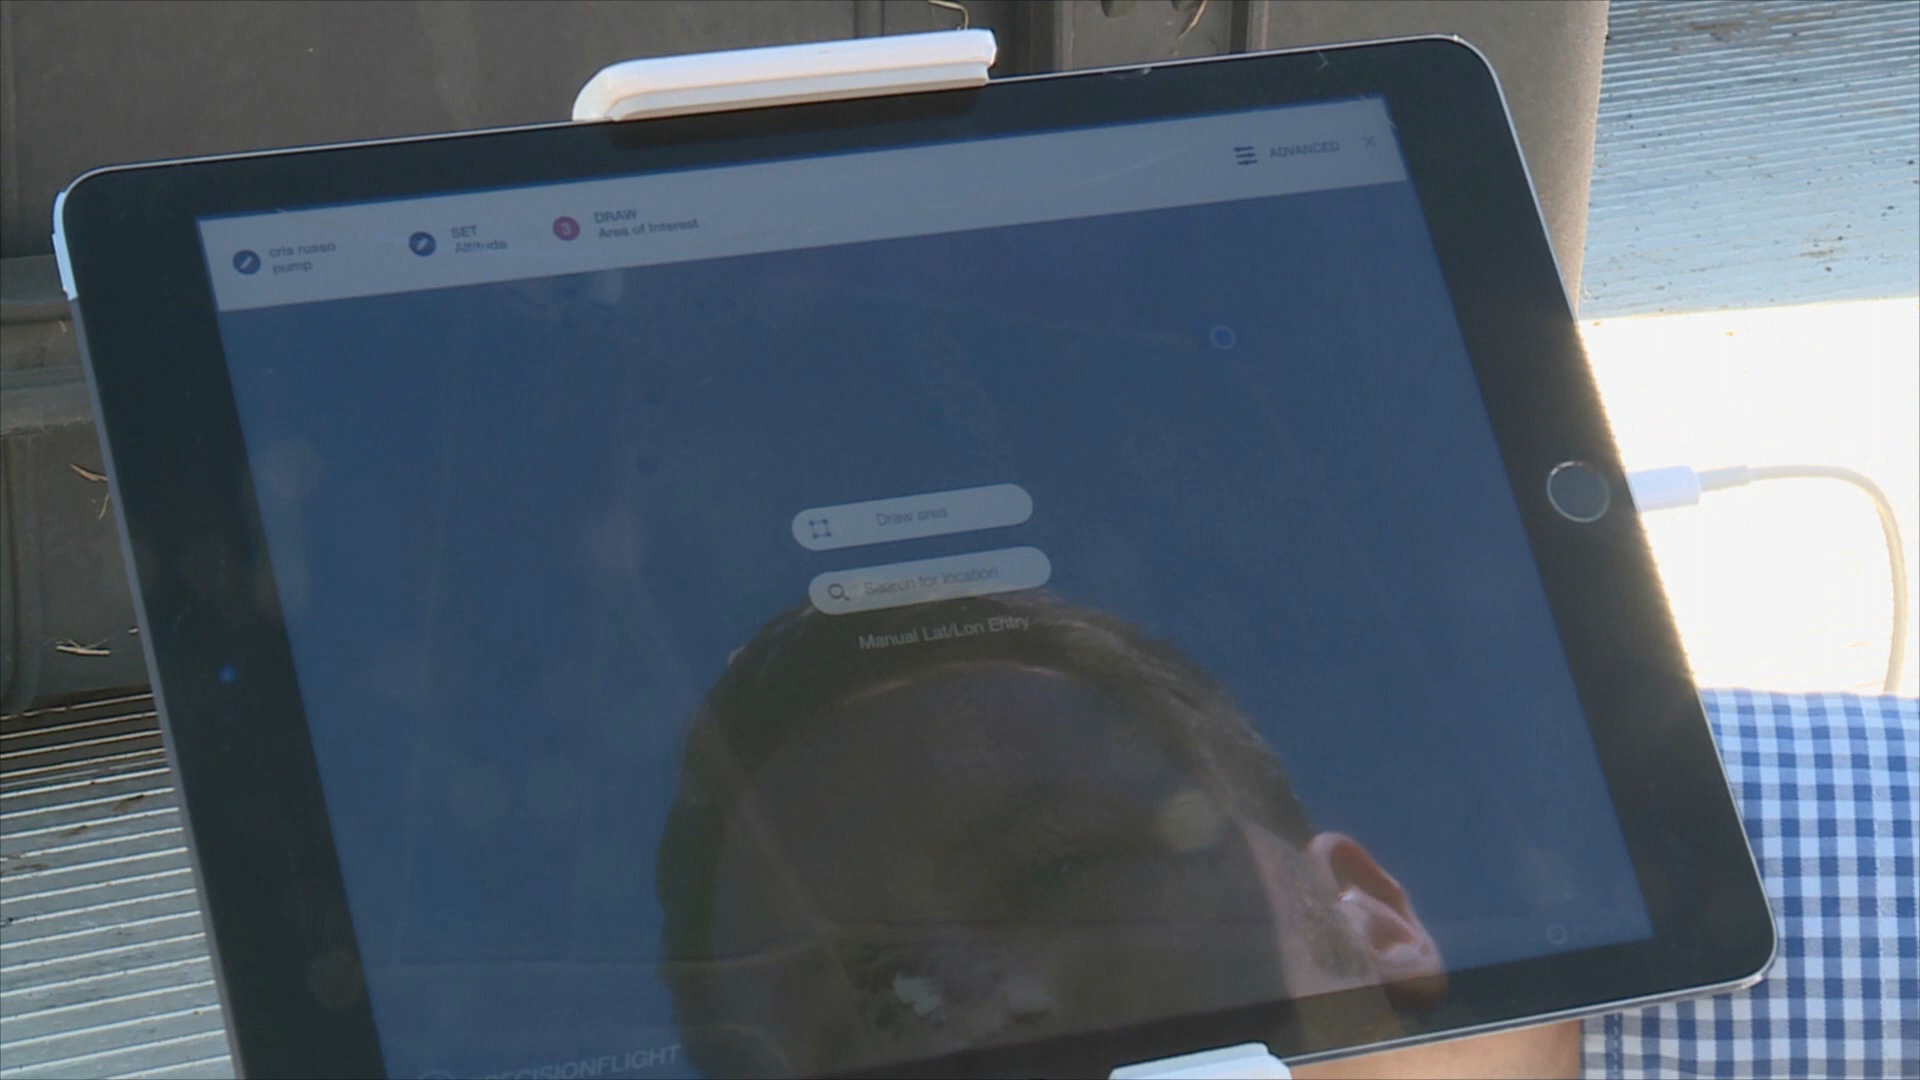 cris russo
pump
SET
Altitude
3
DRAW
Area of Interest
ADVANCED
Draw area
Search for location
Manual Lat/Lon Entry
PRECISIONFLIGHT